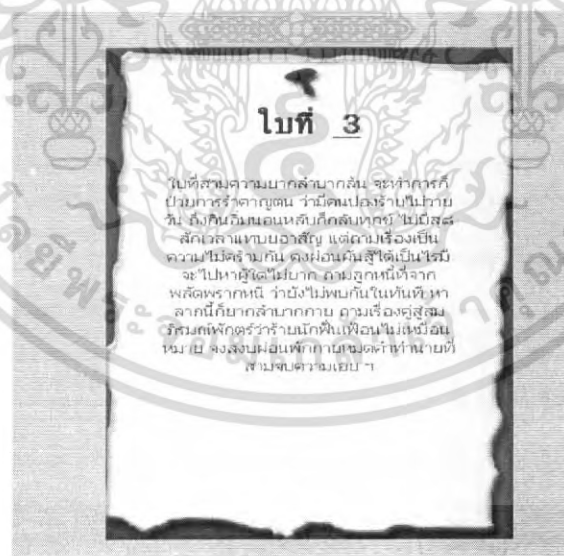 ใบที่ 3
ใบที่สามความยากลำบากล้น จะทำการก็
ป่วยการรำคาญตน ว่ามีคนปองร้ายไม่วาย
วัน ถึงกินอิ่มนอนหลับก็กลับทุกข์ ไม่มีสุข
สักเวลาแทบอาสัญ แต่ถามเรื่องเป็น
ความไม่คร้ามกัน คงผ่อนผันสู้ได้เป็นไรมี
จะไปหาผู้ใดไม่ยาก ถามลูกหนี้ที่จาก
พลัดพรากหนี ว่ายังไม่พบกันในทันที หา
ลาภนี้ก็ยากลำบากกาย ถามเรื่องคู่สู่สม
ภิรมย์พักตร์ว่าร้ายนักฟั่นเฟือนไม่เหมือน
หมาย จงสงบผ่อนพักกายหมดคำทำนายที่
สามจบความเอย ฯ